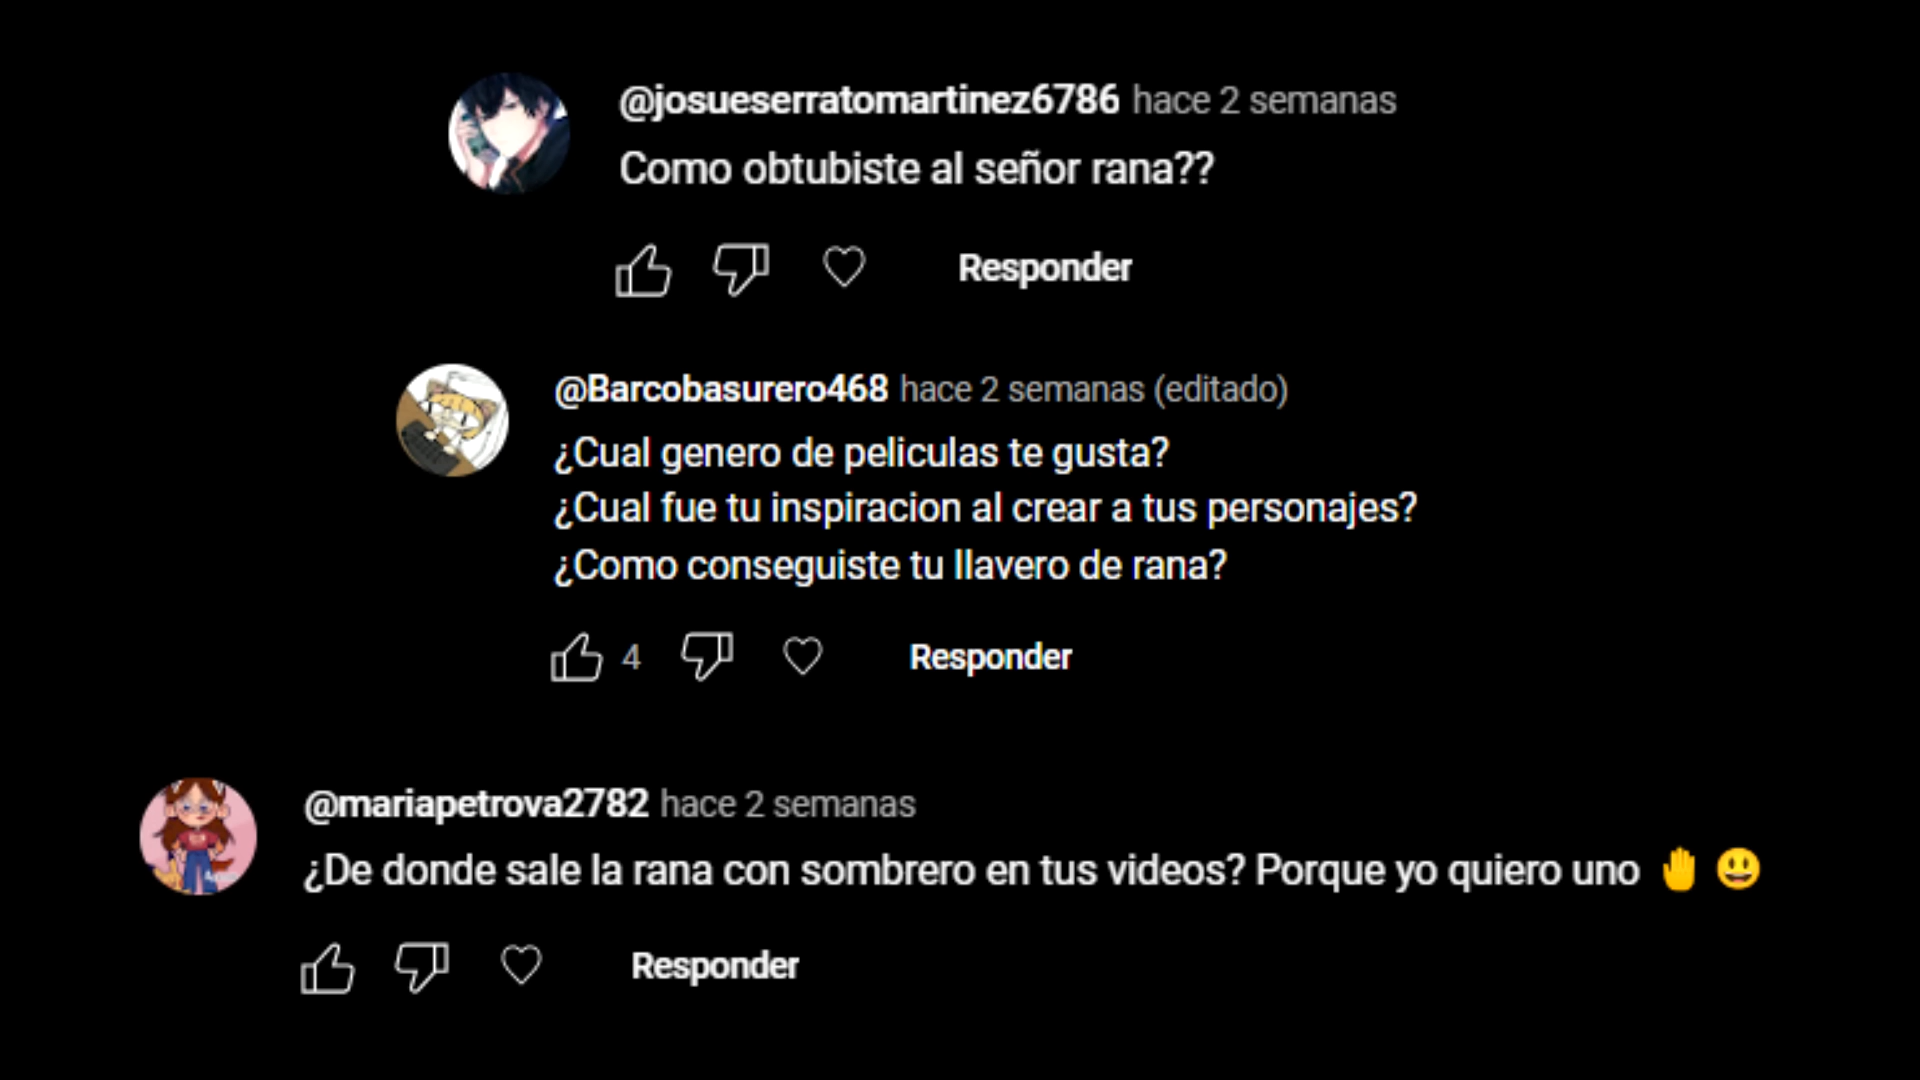 @josueserratomartinez6786 hace 2 semanas
Como obtubiste al señor rana??
Responder
@Barcobasurero468 hace 2 semanas (editado)
¿Cual genero de peliculas te gusta?
¿Cual fue tu inspiracion al crear a tus personajes?
¿Como conseguiste tu llavero de rana?
4 Responder
@mariapetrova2782 hace 2 semanas
¿De donde sale la rana con sombrero en tus videos? Porque yo quiero uno 🤚 😃
Responder